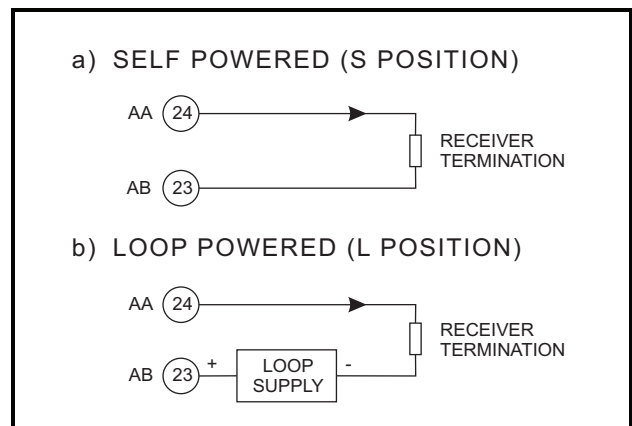 a) SELF POWERED (S POSITION)
AA 24
RECEIVER
TERMINATION
AB 23
b) LOOP POWERED (L POSITION)
AA 24
RECEIVER
TERMINATION
AB 23 + LOOP SUPPLY -